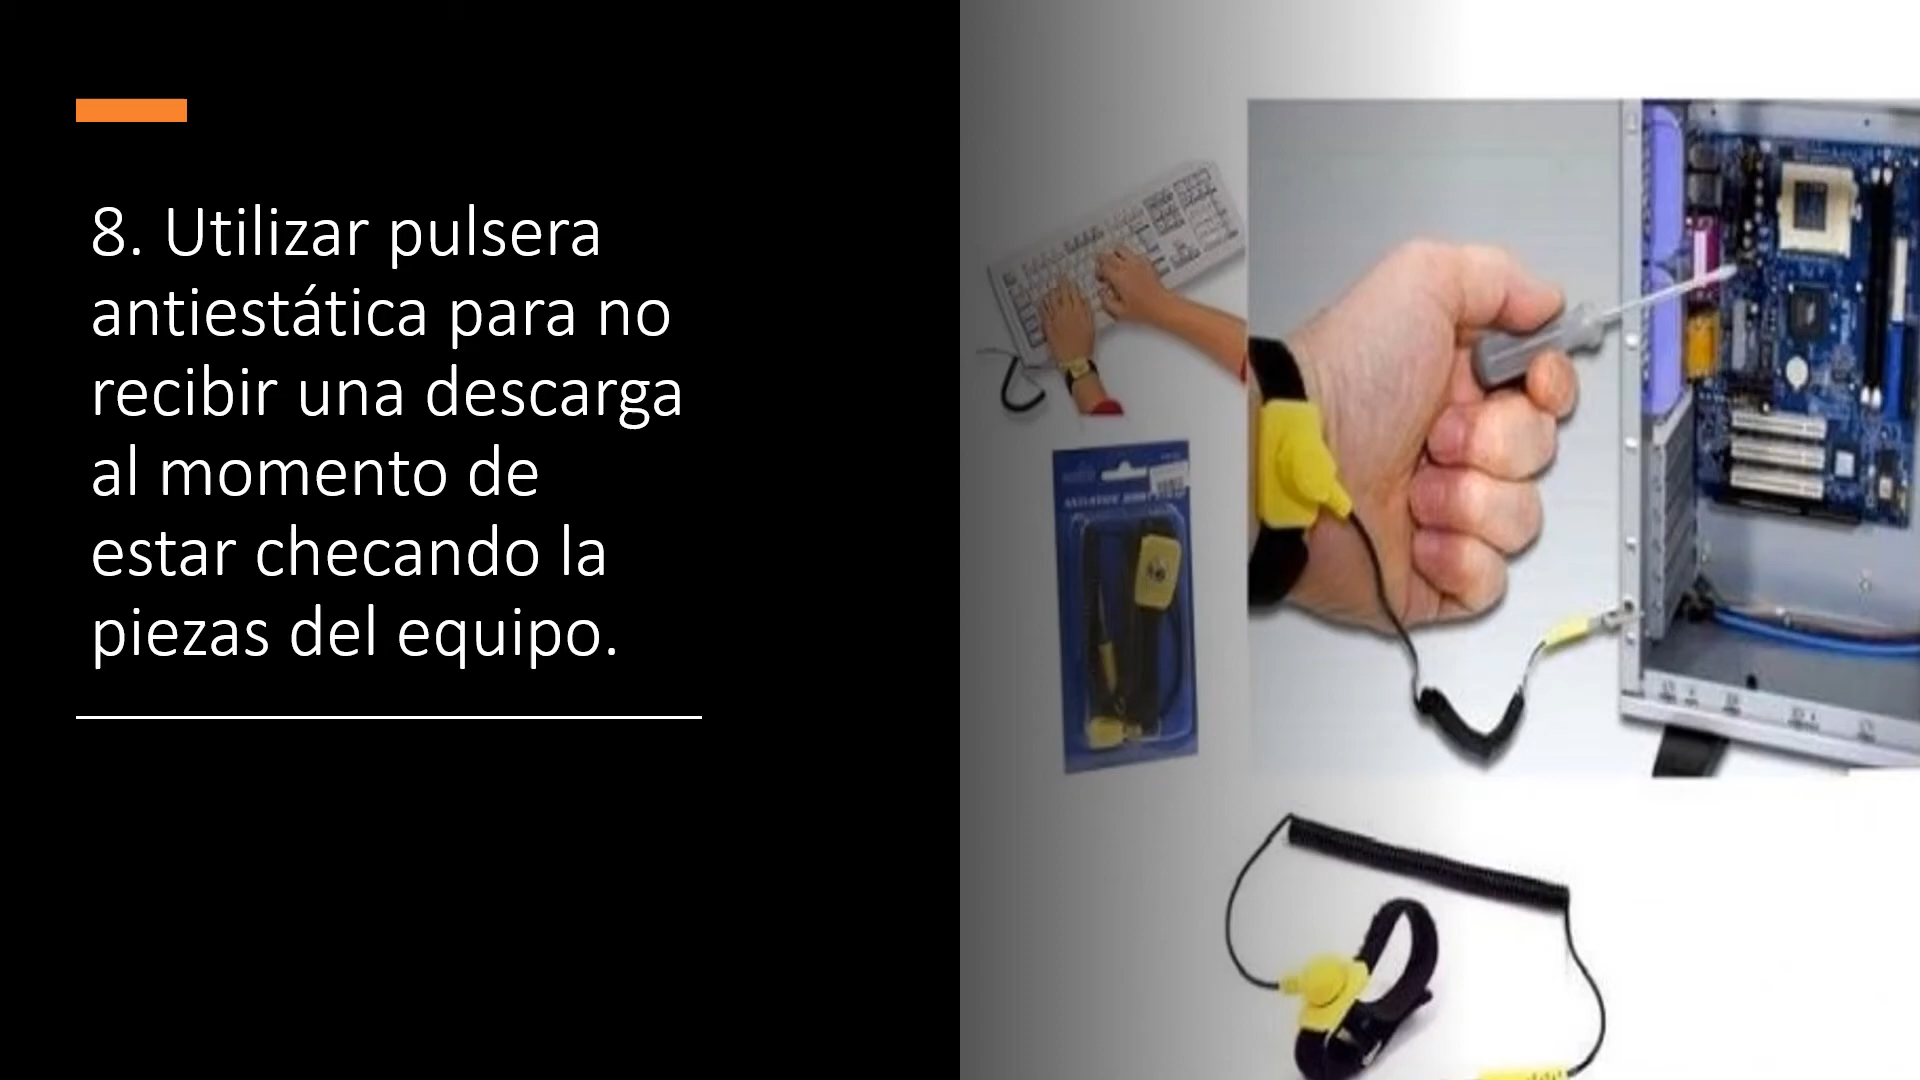 8. Utilizar pulsera
antiestática para no
recibir una descarga
al momento de
estar checando la
piezas del equipo.